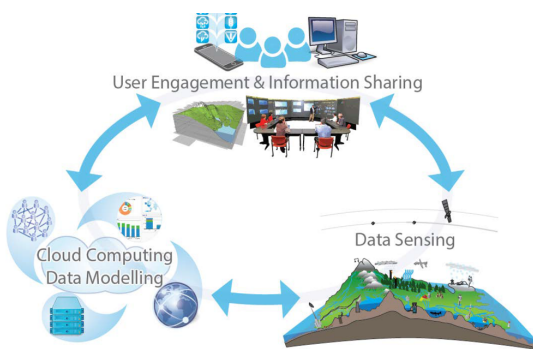 User Engagement & Information Sharing
Data Sensing
Cloud Computing
Data Modelling